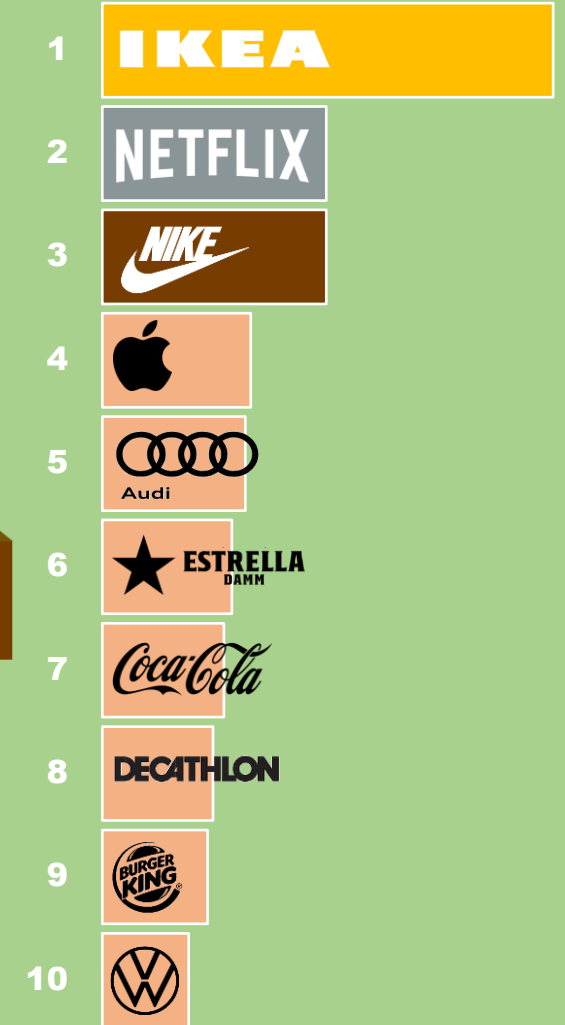 1 IKEA
2 NETFLIX
3 NIKE
4
5 Audi
6 ESTRELLA
DAMM
7 Coca-Cola
8 DECATHLON
9 BURGER
KING
®
10 VW